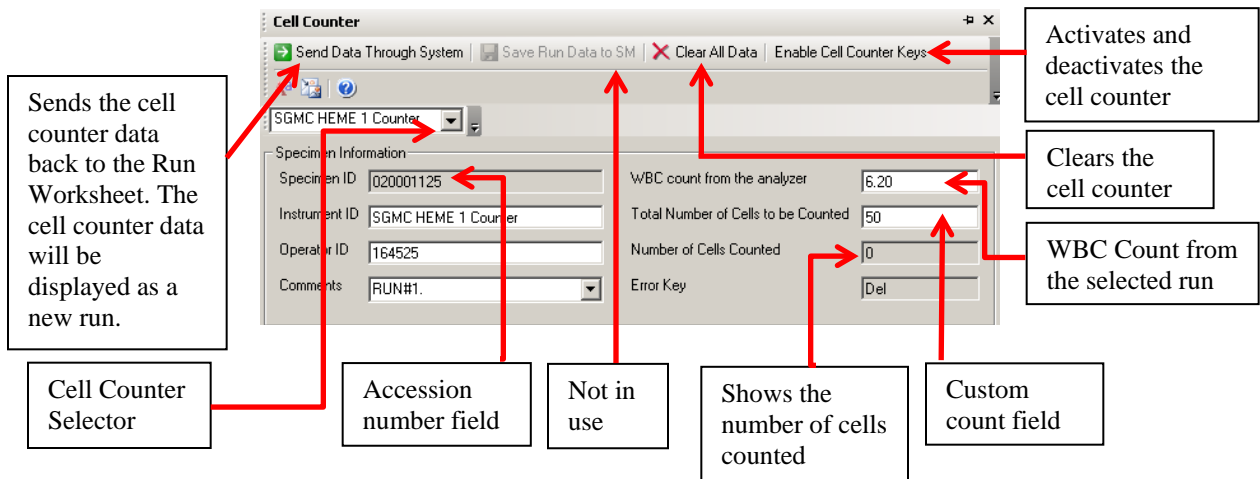 Cell Counter
Send Data Through System Save Run Data to SM Clear All Data Enable Cell Counter Keys
SGMC HEME 1 Counter
Specimen Information
Specimen ID 020001125
WBC count from the analyzer 6.20
Instrument ID SGMC HEME 1 Counter
Total Number of Cells to be Counted 50
Operator ID 164525
Number of Cells Counted 0
Comments RUN#1.
Error Key Del
Sends the cell
counter data
back to the Run
Worksheet. The
cell counter data
will be
displayed as a
new run.
Activates and
deactivates the
cell counter
Clears the
cell counter
WBC Count from
the selected run
Cell Counter
Selector
Accession
number field
Not in
use
Shows the
number of cells
counted
Custom
count field